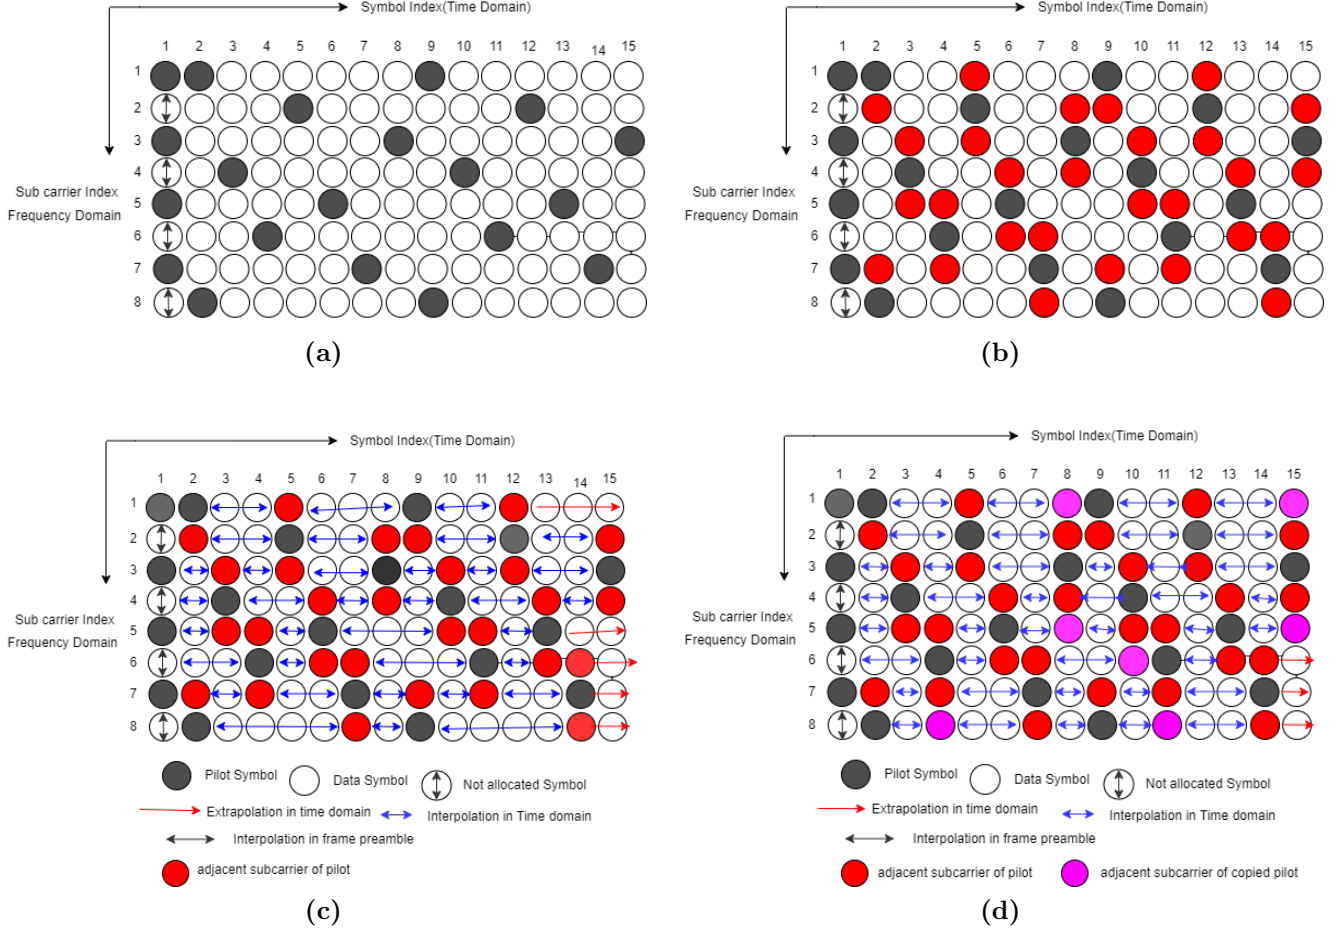 Symbol Index(Time Domain)
1 2 3 4 5 6 7 8 9 10 11 12 13 14 15
1
2
3
4
5
6
7
8
Sub carrier Index
Frequency Domain
(a)
Symbol Index(Time Domain)
1 2 3 4 5 6 7 8 9 10 11 12 13 14 15
1
2
3
4
5
6
7
8
Sub carrier Index
Frequency Domain
(b)
Symbol Index(Time Domain)
1 2 3 4 5 6 7 8 9 10 11 12 13 14 15
1
2
3
4
5
6
7
8
Sub carrier Index
Frequency Domain
Pilot Symbol
Data Symbol
Not allocated Symbol
Extrapolation in time domain
Interpolation in Time domain
Interpolation in frame preamble
adjacent subcarrier of pilot
(c)
Symbol Index(Time Domain)
1 2 3 4 5 6 7 8 9 10 11 12 13 14 15
1
2
3
4
5
6
7
8
Sub carrier Index
Frequency Domain
Pilot Symbol
Data Symbol
Not allocated Symbol
Extrapolation in time domain
Interpolation in Time domain
Interpolation in frame preamble
adjacent subcarrier of pilot
adjacent subcarrier of copied pilot
(d)